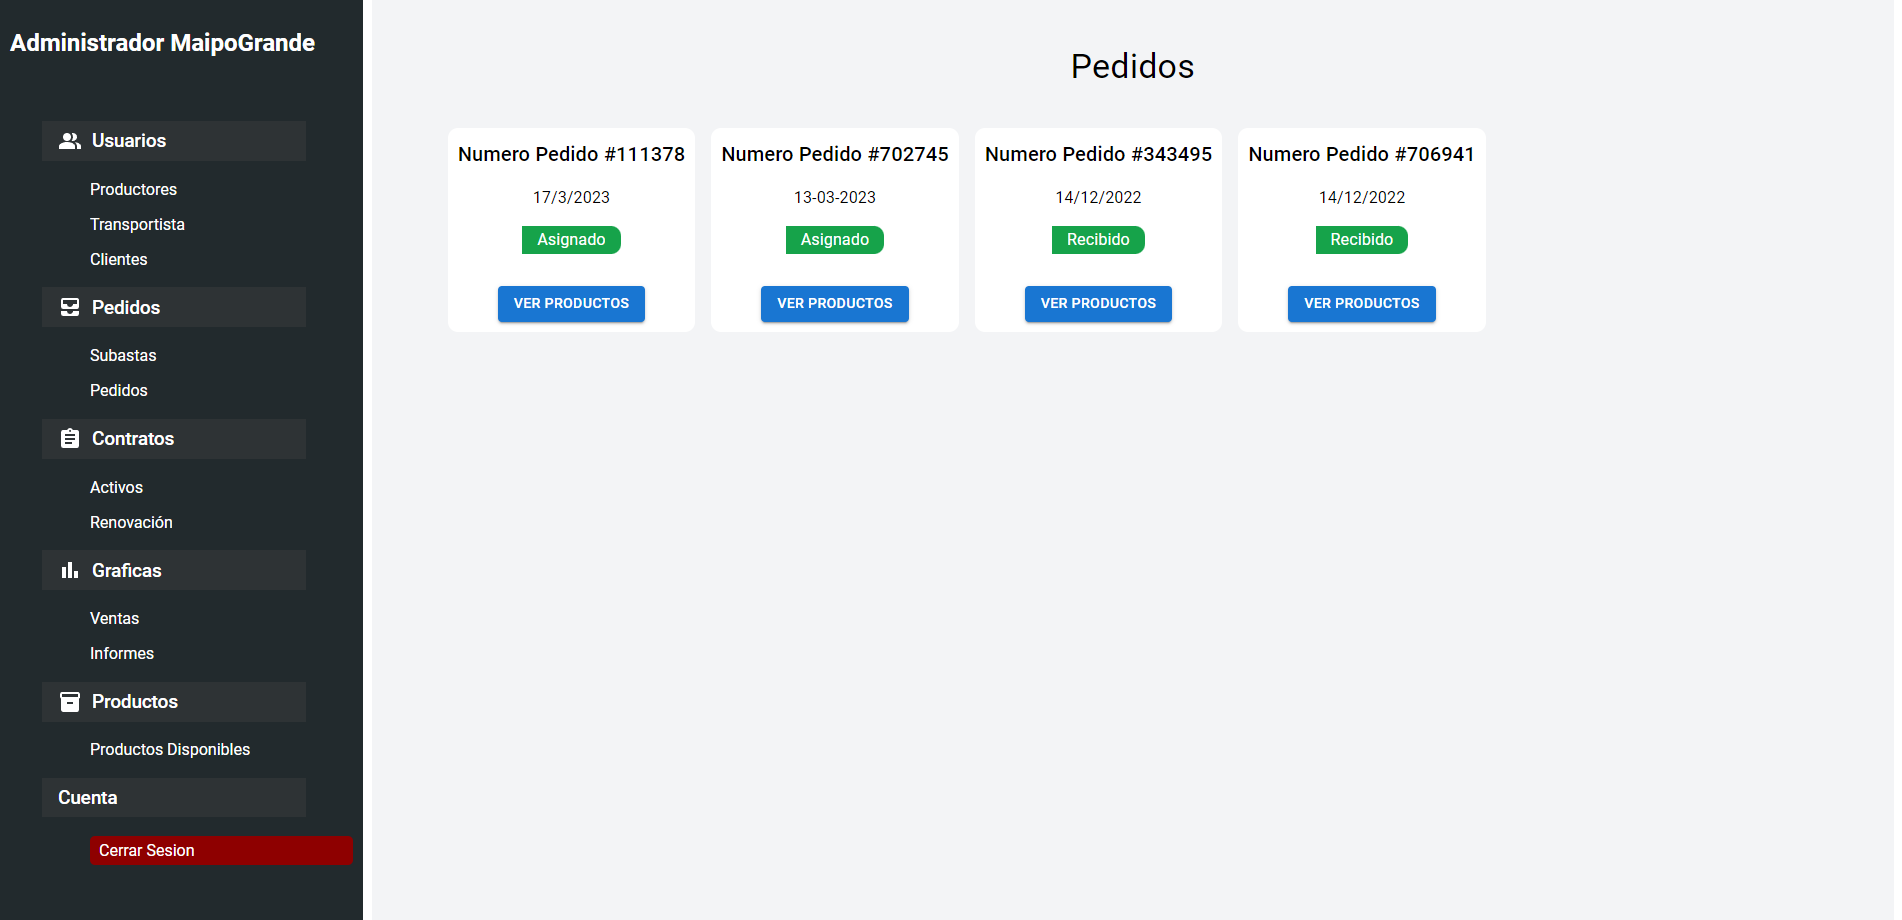 Administrador MaipoGrande
Usuarios
Productores
Transportista
Clientes
Pedidos
Subastas
Pedidos
Contratos
Activos
Renovación
Graficas
Ventas
Informes
Productos
Productos Disponibles
Cuenta
Cerrar Sesion
Pedidos
Numero Pedido #111378
17/3/2023
Asignado
VER PRODUCTOS
Numero Pedido #702745
13-03-2023
Asignado
VER PRODUCTOS
Numero Pedido #343495
14/12/2022
Recibido
VER PRODUCTOS
Numero Pedido #706941
14/12/2022
Recibido
VER PRODUCTOS